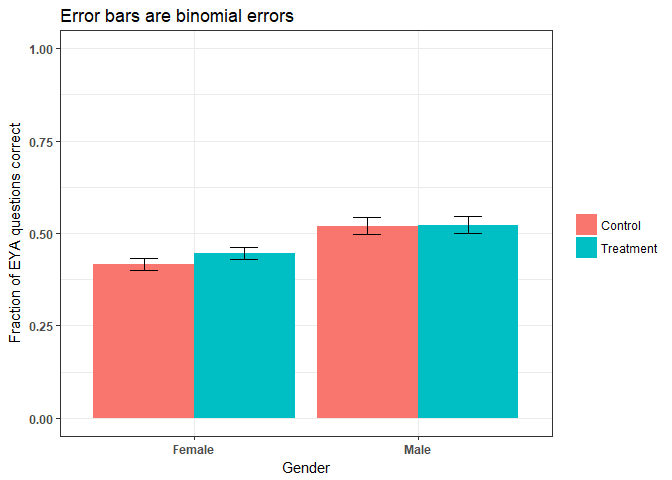 Error bars are binomial errors
1.00
0.75
0.50
0.25
0.00
Fraction of EYA questions correct
Female
Male
Gender
Control
Treatment